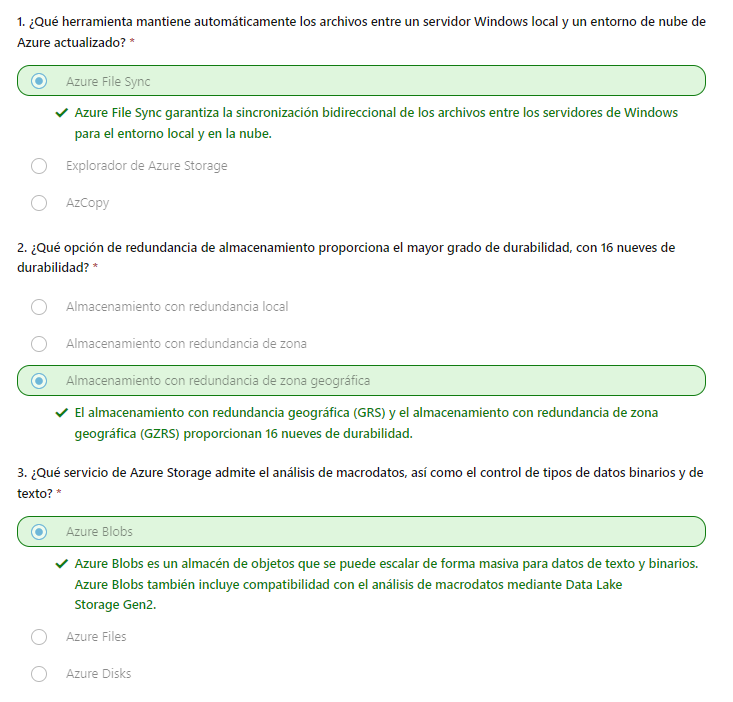 1. ¿Qué herramienta mantiene automáticamente los archivos entre un servidor Windows local y un entorno de nube de
Azure actualizado? *
Azure File Sync
Azure File Sync garantiza la sincronización bidireccional de los archivos entre los servidores de Windows
para el entorno local y en la nube.
Explorador de Azure Storage
AzCopy
2. ¿Qué opción de redundancia de almacenamiento proporciona el mayor grado de durabilidad, con 16 nueves de
durabilidad? *
Almacenamiento con redundancia local
Almacenamiento con redundancia de zona
Almacenamiento con redundancia de zona geográfica
El almacenamiento con redundancia geográfica (GRS) y el almacenamiento con redundancia de zona
geográfica (GZRS) proporcionan 16 nueves de durabilidad.
3. ¿Qué servicio de Azure Storage admite el análisis de macrodatos, así como el control de tipos de datos binarios y de
texto? *
Azure Blobs
Azure Blobs es un almacén de objetos que se puede escalar de forma masiva para datos de texto y binarios.
Azure Blobs también incluye compatibilidad con el análisis de macrodatos mediante Data Lake
Storage Gen2.
Azure Files
Azure Disks